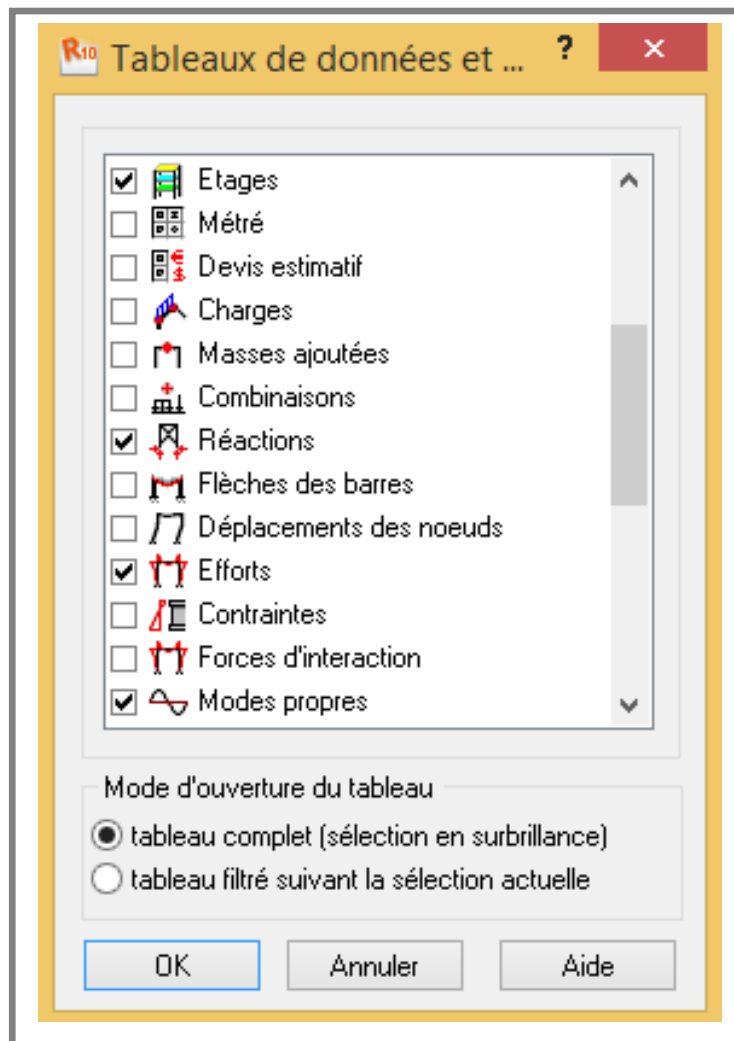 R10 Tableaux de données et ... ? ×
Etages
Métré
Devis estimatif
Charges
Masses ajoutées
Combinaisons
Réactions
Flèches des barres
Déplacements des noeuds
Efforts
Contraintes
Forces d'interaction
Modes propres
Mode d'ouverture du tableau
tableau complet (sélection en surbrillance)
tableau filtré suivant la sélection actuelle
OK Annuler Aide